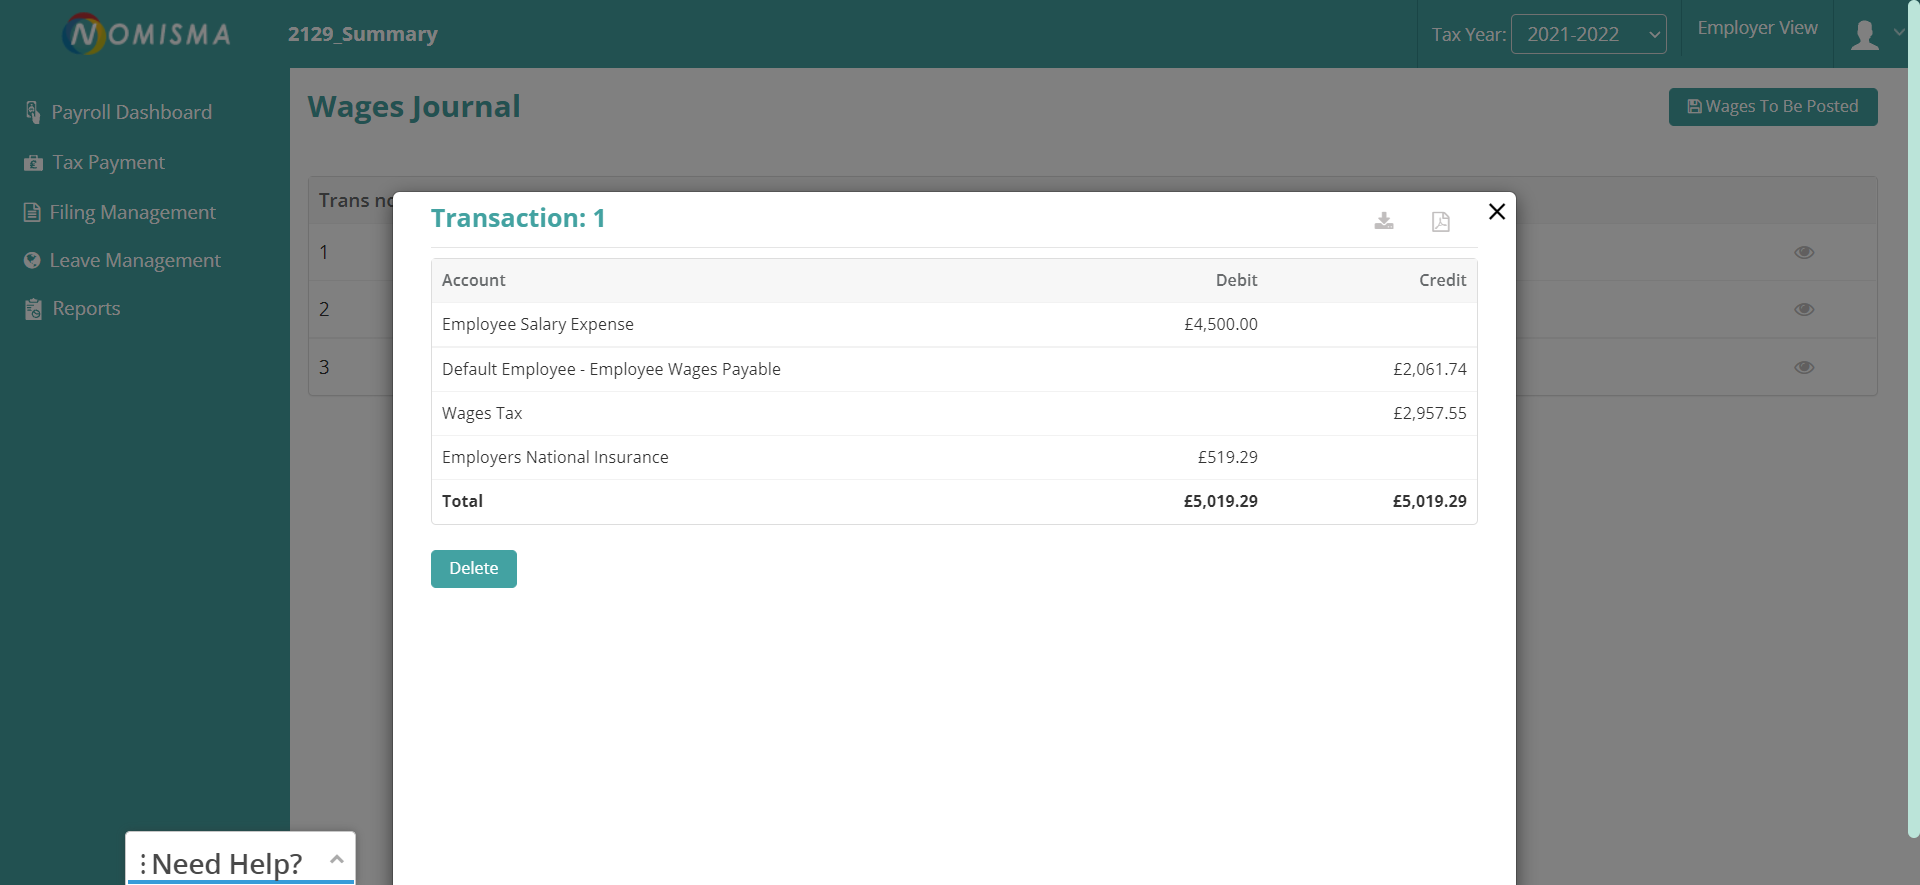 NOMISMA
2129_Summary
Tax Year: 2021-2022
Employer View
Payroll Dashboard
Tax Payment
Filing Management
Leave Management
Reports
Wages Journal
Wages To Be Posted
Trans no
1
2
3
Transaction: 1
Account Debit Credit
Employee Salary Expense £4,500.00
Default Employee - Employee Wages Payable £2,061.74
Wages Tax £2,957.55
Employers National Insurance £519.29
Total £5,019.29 £5,019.29
Delete
Need Help?